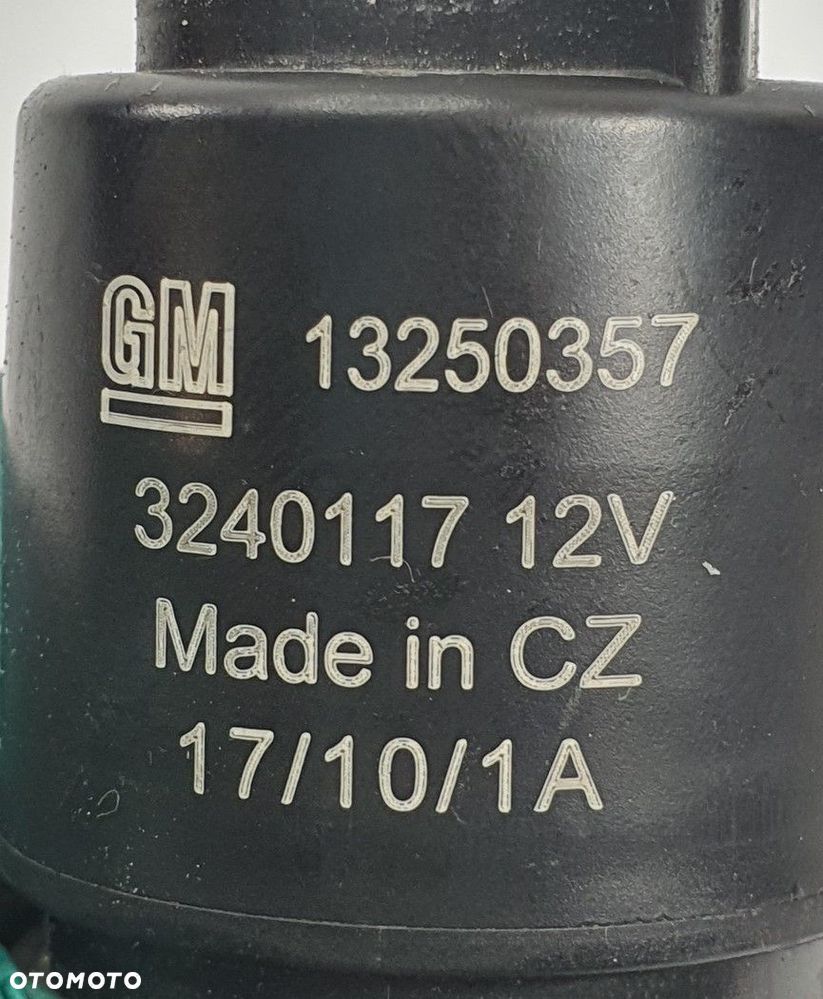 GM 13250357
3240117 12V
Made in CZ
17/10/1A
OTOMOTO